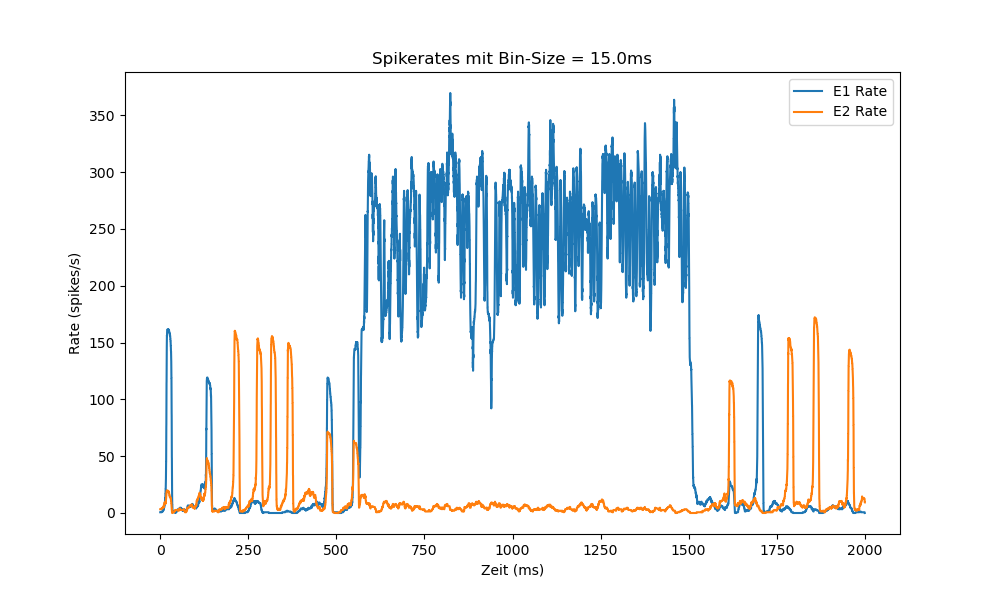 Spikerates mit Bin-Size = 15.0ms
E1 Rate
E2 Rate
350
300
250
200
150
100
50
0
Rate (spikes/s)
0 250 500 750 1000 1250 1500 1750 2000
Zeit (ms)